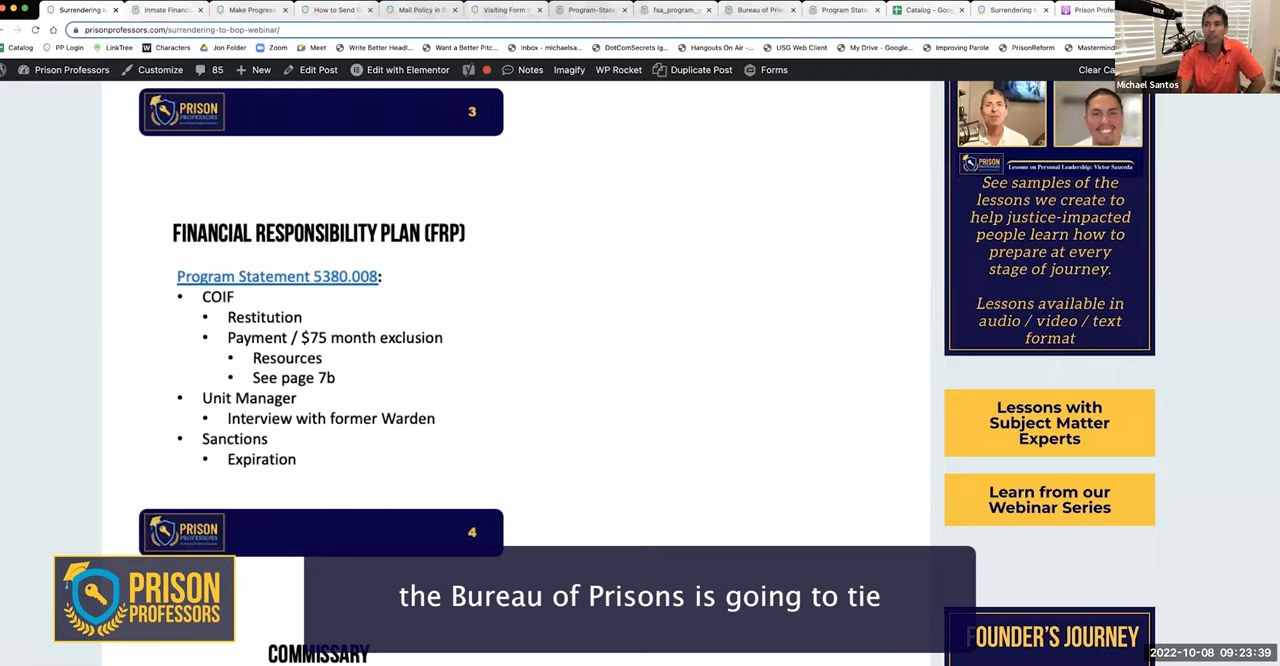 Surrendering t
Inmate Financi
Make Progress
How to Send
Mail Policy in
Visiting Form
Program-State
fsa_program_g
Bureau of Pris
Program State
Catalog - Goo
Surrendering t
Prison Profes
prisonprofessors.com/surrendering-to-bop-webinar/
Catalog
PP Login
LinkTree
Characters
Jon Folder
Zoom
Meet
Write Better Headl...
Want a Better Pitc...
Inbox - michaelsa...
DotComSecrets Ig...
Hangouts On Air -...
USG Web Client
My Drive - Google...
Improving Parole
PrisonReform
Mastermind
Prison Professors
Customize
85
New
Edit Post
Edit with Elementor
Notes
Imagify
WP Rocket
Duplicate Post
Forms
Clear Ca
Michael Santos
PRISON
PROFESSORS
3
FINANCIAL RESPONSIBILITY PLAN (FRP)
Program Statement 5380.008:
• COIF
• Restitution
• Payment / $75 month exclusion
• Resources
• See page 7b
• Unit Manager
• Interview with former Warden
• Sanctions
• Expiration
PRISON
PROFESSORS
4
COMMISSARY
PRISON
Lessons on Personal Leadership: Victor Sauceda
See samples of the
lessons we create to
help justice-impacted
people learn how to
prepare at every
stage of journey.
Lessons available in
audio / video / text
format
Lessons with
Subject Matter
Experts
Learn from our
Webinar Series
FOUNDER'S JOURNEY
PRISON
PROFESSORS
the Bureau of Prisons is going to tie
2022-10-08 09:23:39